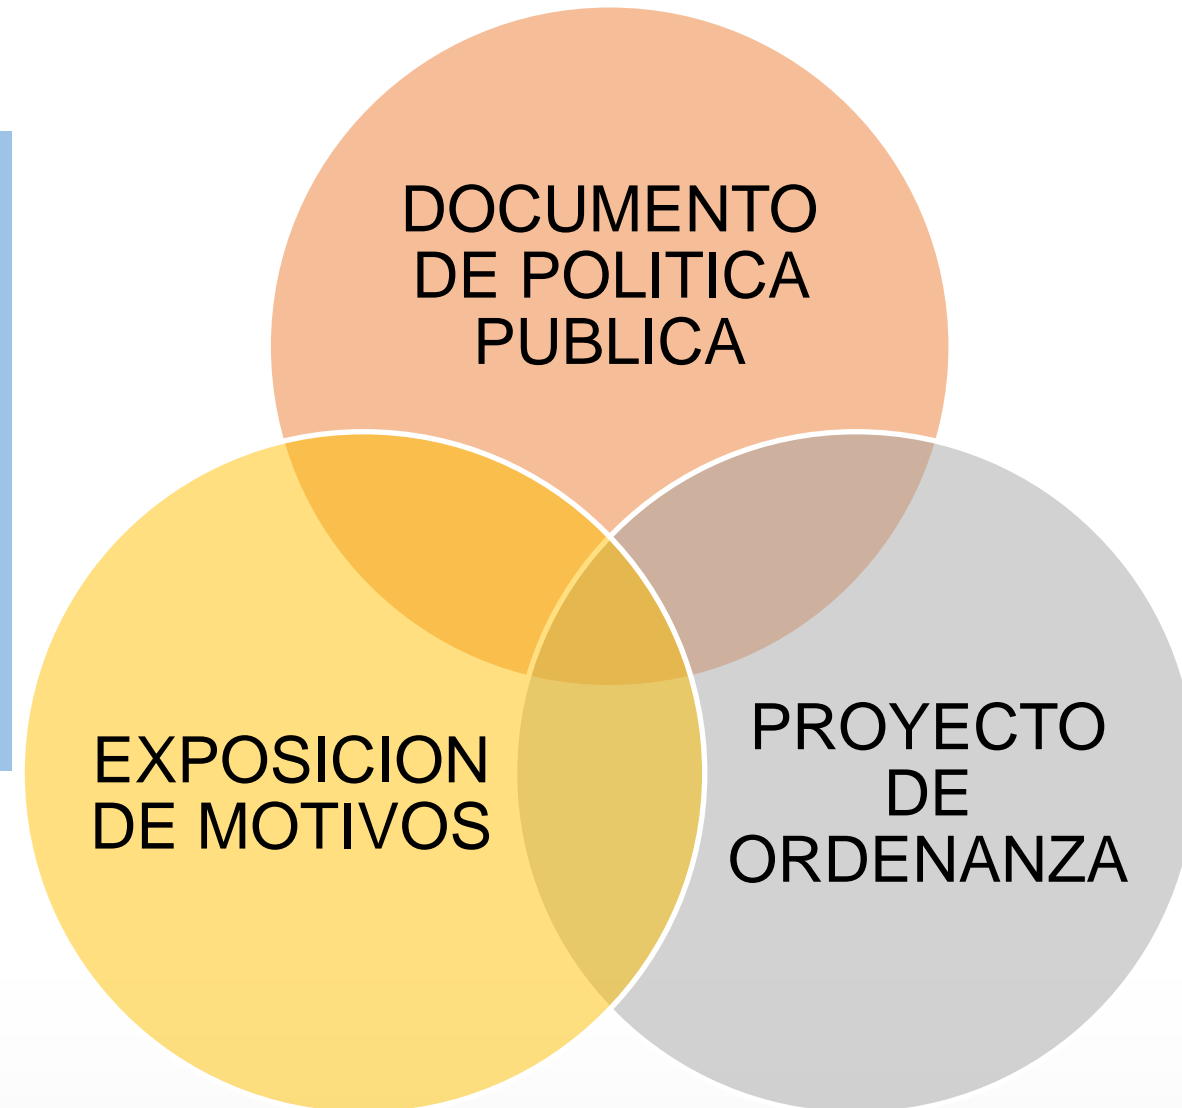 DOCUMENTO
DE POLITICA
PUBLICA
EXPOSICION
DE MOTIVOS
PROYECTO
DE
ORDENANZA